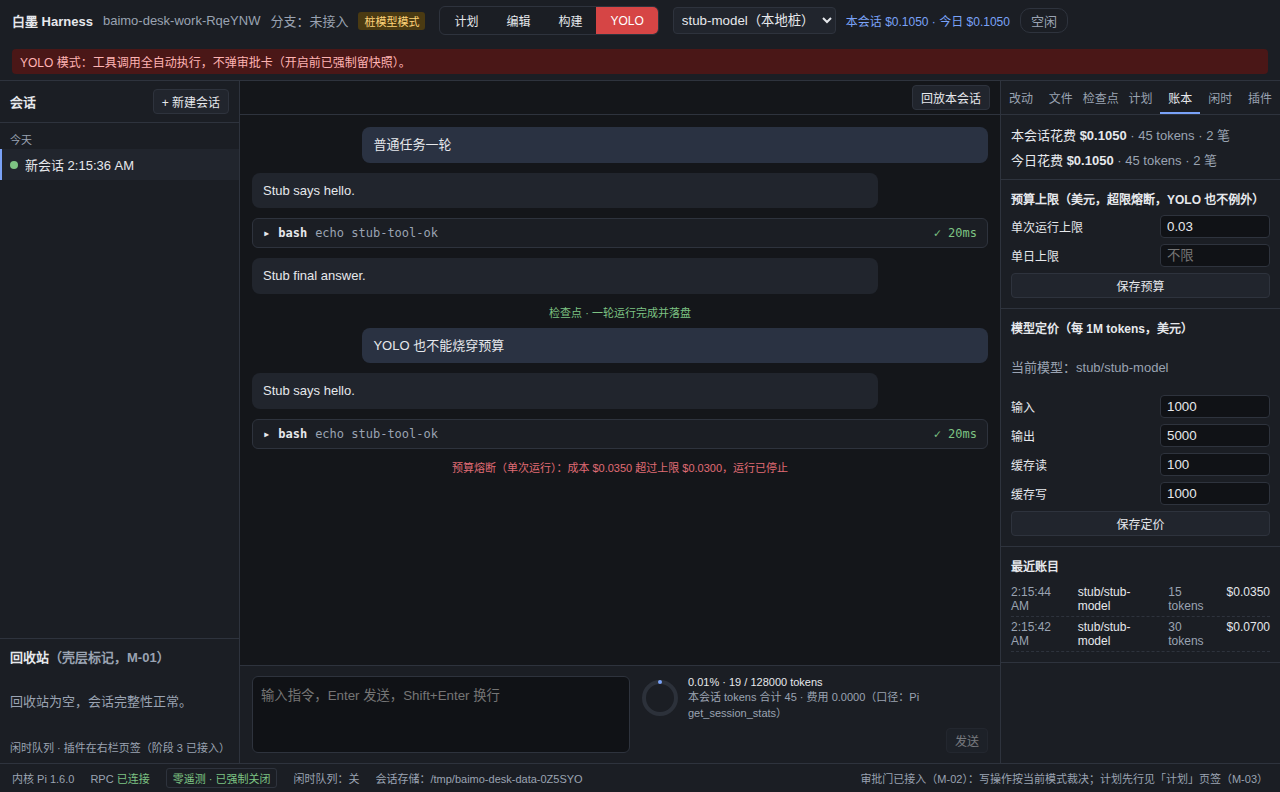 白墨 Harness baimo-desk-work-RqeYNW 分支：未接入 桩模型模式 计划 编辑 构建 YOLO stub-model（本地桩） 本会话 $0.1050 · 今日 $0.1050 空闲
YOLO 模式：工具调用全自动执行，不弹审批卡（开启前已强制留快照）。
会话
+ 新建会话
今天
新会话 2:15:36 AM
回收站（壳层标记，M-01）
回收站为空，会话完整性正常。
闲时队列 · 插件在右栏页签（阶段 3 已接入）
回放本会话
普通任务一轮
Stub says hello.
▸ bash echo stub-tool-ok ✓ 20ms
Stub final answer.
检查点 · 一轮运行完成并落盘
YOLO 也不能烧穿预算
Stub says hello.
▸ bash echo stub-tool-ok ✓ 20ms
预算熔断（单次运行）：成本 $0.0350 超过上限 $0.0300，运行已停止
输入指令，Enter 发送，Shift+Enter 换行
0.01% · 19 / 128000 tokens
本会话 tokens 合计 45 · 费用 0.0000（口径：Pi
get_session_stats）
发送
改动 文件 检查点 计划 账本 闲时 插件
本会话花费 $0.1050 · 45 tokens · 2 笔
今日花费 $0.1050 · 45 tokens · 2 笔
预算上限（美元，超限熔断，YOLO 也不例外）
单次运行上限 0.03
单日上限 不限
保存预算
模型定价（每 1M tokens，美元）
当前模型：stub/stub-model
输入 1000
输出 5000
缓存读 100
缓存写 1000
保存定价
最近账目
2:15:44 AM stub/stub-model 15 tokens $0.0350
2:15:42 AM stub/stub-model 30 tokens $0.0700
内核 Pi 1.6.0 RPC 已连接 零遥测 · 已强制关闭 闲时队列：关 会话存储：/tmp/baimo-desk-data-0Z5SYO 审批门已接入（M-02）：写操作按当前模式裁决；计划先行见「计划」页签（M-03）